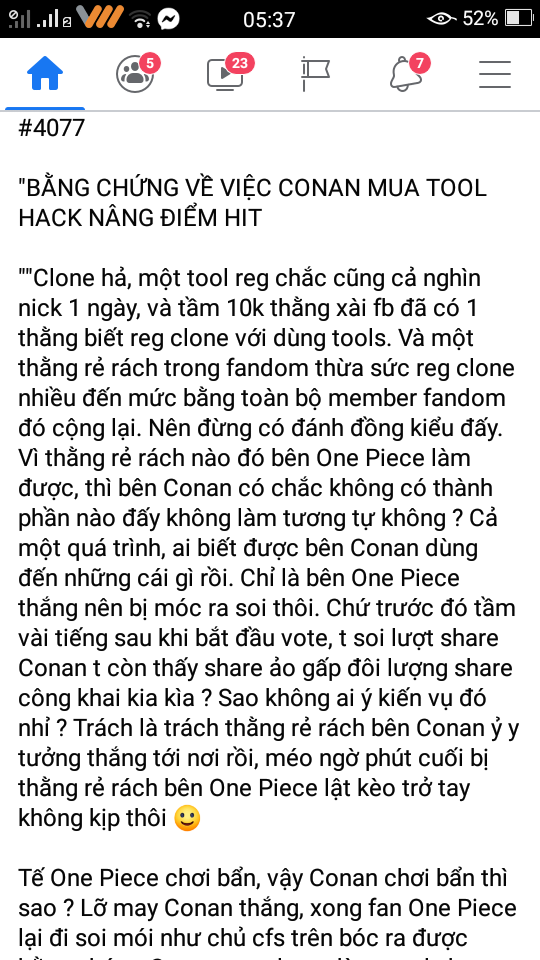 05:37
52%
5
23
7
#4077
"BẰNG CHỨNG VỀ VIỆC CONAN MUA TOOL
HACK NÂNG ĐIỂM HIT
""Clone hả, một tool reg chắc cũng cả nghìn
nick 1 ngày, và tầm 10k thằng xài fb đã có 1
thằng biết reg clone với dùng tools. Và một
thằng rẻ rách trong fandom thừa sức reg clone
nhiều đến mức bằng toàn bộ member fandom
đó cộng lại. Nên đừng có đánh đồng kiểu đấy.
Vì thằng rẻ rách nào đó bên One Piece làm
được, thì bên Conan có chắc không có thành
phần nào đấy không làm tương tự không ? Cả
một quá trình, ai biết được bên Conan dùng
đến những cái gì rồi. Chỉ là bên One Piece
thắng nên bị móc ra soi thôi. Chứ trước đó tầm
vài tiếng sau khi bắt đầu vote, t soi lượt share
Conan t còn thấy share ảo gấp đôi lượng share
công khai kia kìa ? Sao không ai ý kiến vụ đó
nhỉ ? Trách là trách thằng rẻ rách bên Conan ỷ y
tưởng thắng tới nơi rồi, méo ngờ phút cuối bị
thằng rẻ rách bên One Piece lật kèo trở tay
không kịp thôi 🙂
Tế One Piece chơi bẩn, vậy Conan chơi bẩn thì
sao ? Lỡ may Conan thắng, xong fan One Piece
lại đi soi mói như chủ cfs trên bóc ra được